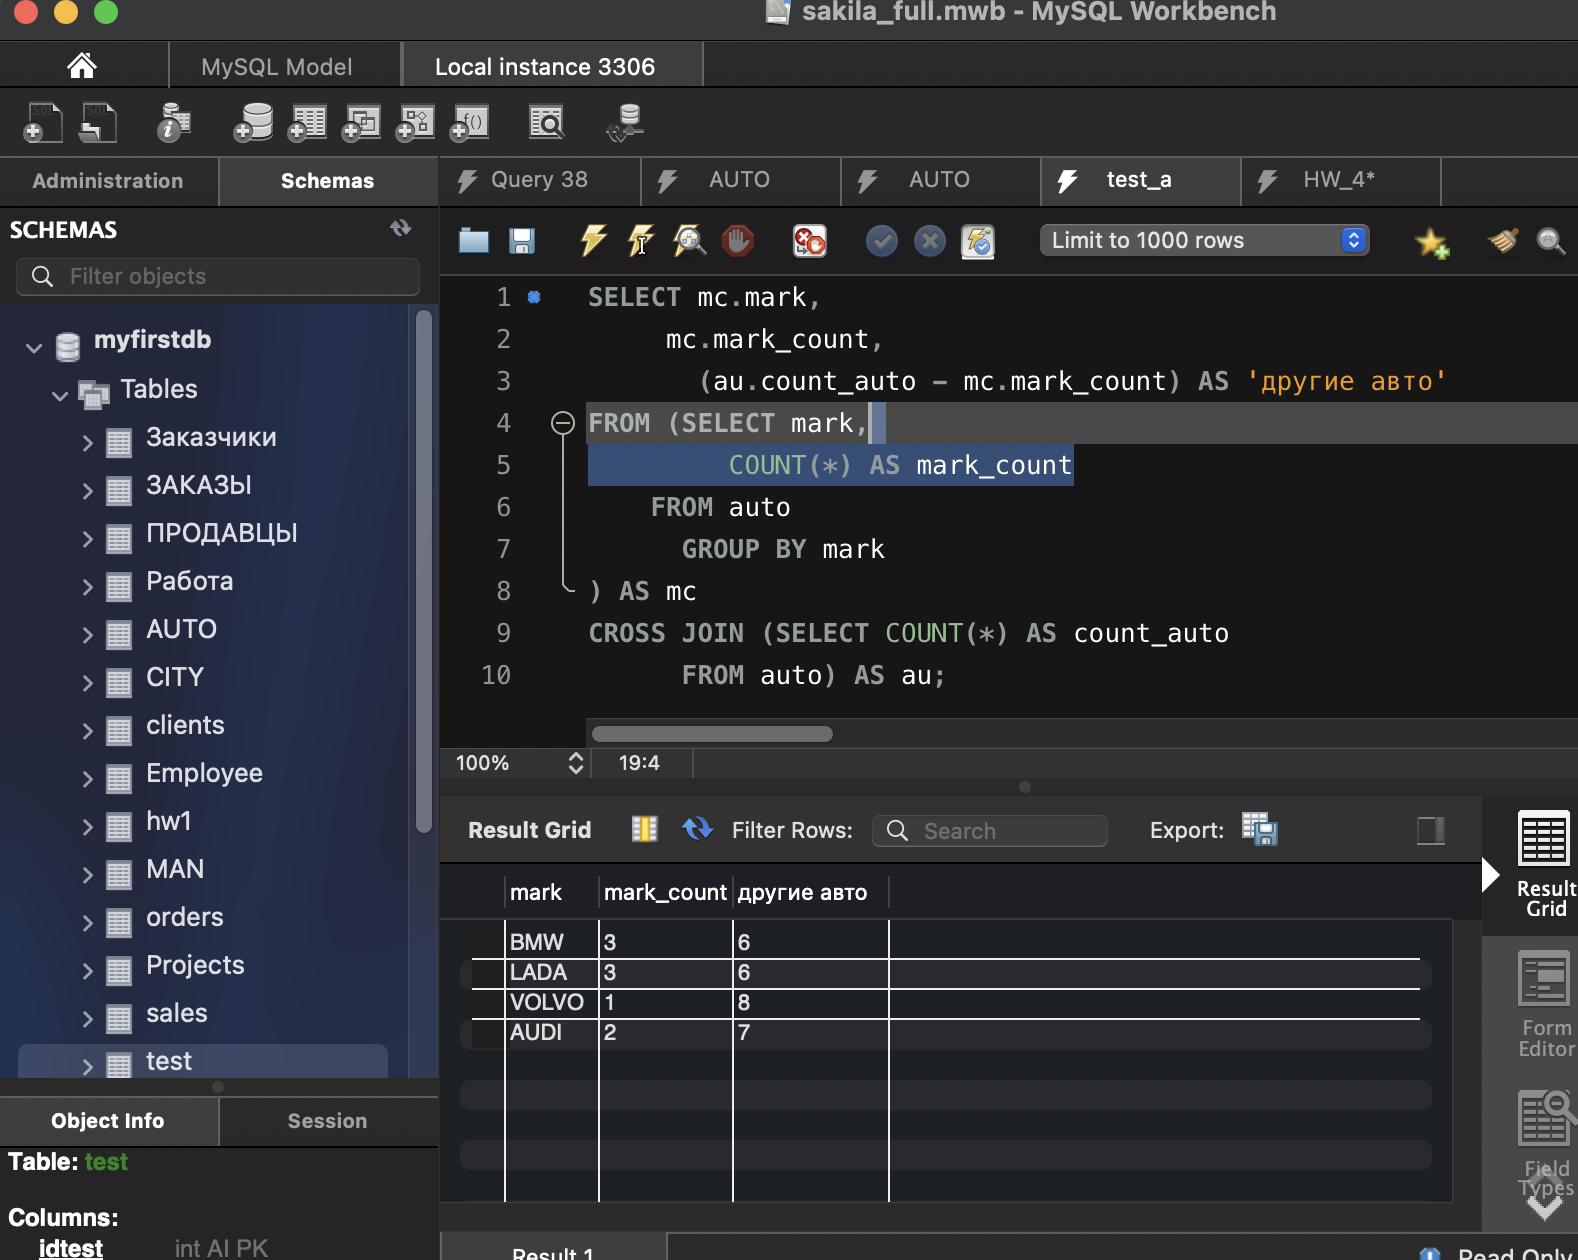 sakila_full.mwb - MySQL Workbench
MySQL Model
Local instance 3306
Administration
Schemas
Query 38
AUTO
AUTO
test_a
HW_4*
SCHEMAS
Filter objects
Limit to 1000 rows
myfirstdb
Tables
Заказчики
ЗАКАЗЫ
ПРОДАВЦЫ
Работа
AUTO
CITY
clients
Employee
hw1
MAN
orders
Projects
sales
test
1 SELECT mc.mark,
2 mc.mark_count,
3 (au.count_auto - mc.mark_count) AS 'другие авто'
4 FROM (SELECT mark,
5 COUNT(*) AS mark_count
6 FROM auto
7 GROUP BY mark
8 ) AS mc
9 CROSS JOIN (SELECT COUNT(*) AS count_auto
10 FROM auto) AS au;
100%
19:4
Result Grid
Filter Rows:
Search
Export:
mark mark_count другие авто
BMW 3 6
LADA 3 6
VOLVO 1 8
AUDI 2 7
Result
Grid
Form
Editor
Field
Types
Object Info
Session
Table: test
Columns:
idtest int AI PK
Result 1
Read Only